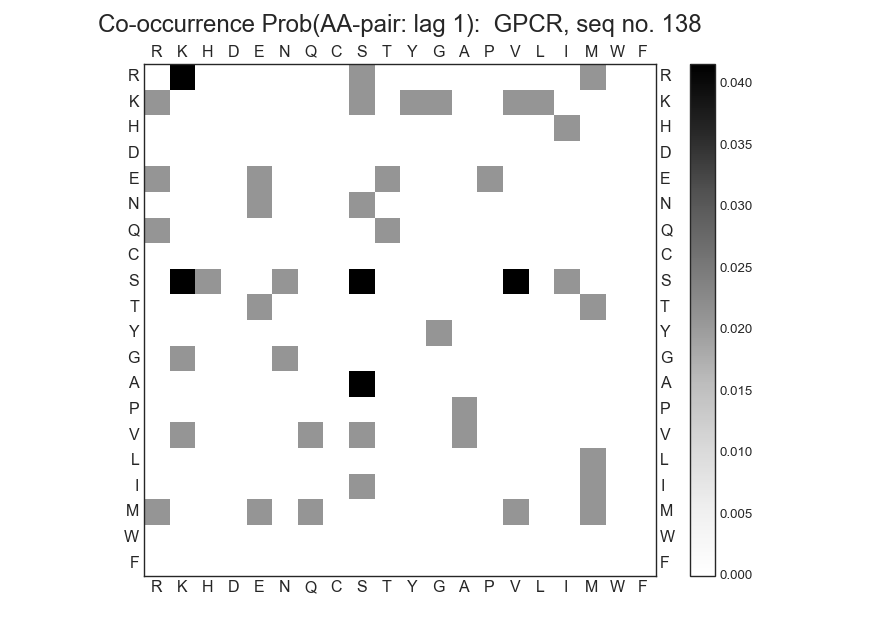 Co-occurrence Prob(AA-pair: lag 1):  GPCR, seq no. 138
R K H D E N Q C S T Y G A P V L I M W F
R R 0.040
K K
H H 0.035
D D
E E 0.030
N N
Q Q
C C 0.025
S S
T T 0.020
Y Y
G G
A A 0.015
P P
V V 0.010
L L
I I
M M 0.005
W W
F F 0.000
R K H D E N Q C S T Y G A P V L I M W F